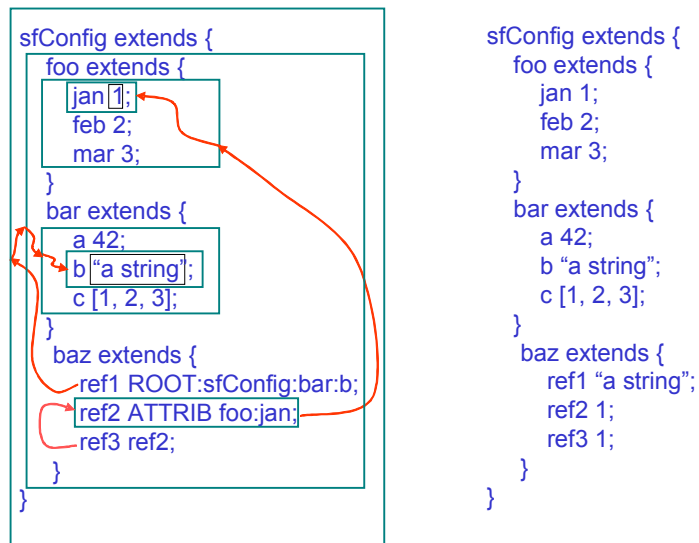 sfConfig extends {
foo extends {
jan 1;
feb 2;
mar 3;
}
bar extends {
a 42;
b “a string”;
c [1, 2, 3];
}
baz extends {
ref1 ROOT:sfConfig:bar:b;
ref2 ATTRIB foo:jan;
ref3 ref2;
}
}
sfConfig extends {
foo extends {
jan 1;
feb 2;
mar 3;
}
bar extends {
a 42;
b “a string”;
c [1, 2, 3];
}
baz extends {
ref1 “a string”;
ref2 1;
ref3 1;
}
}